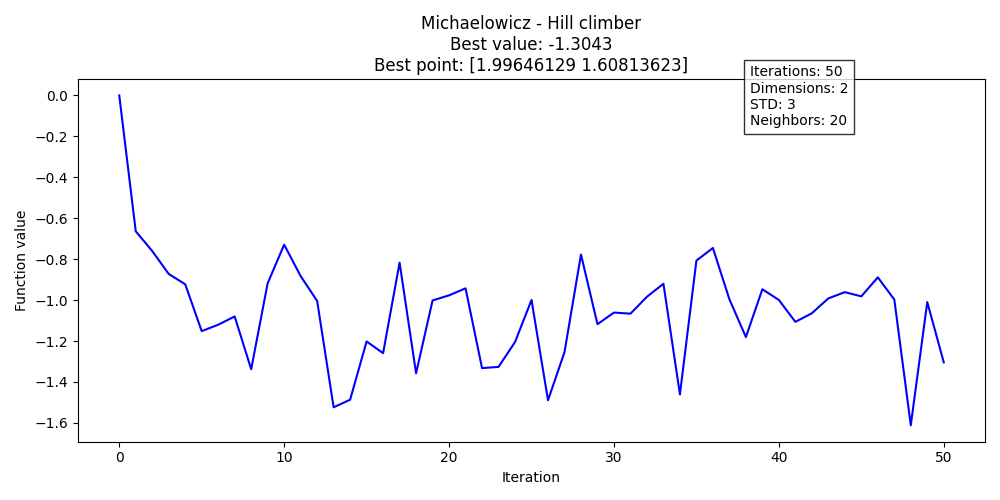 Michaelowicz - Hill climber
Best value: -1.3043
Best point: [1.99646129 1.60813623]
Iterations: 50
Dimensions: 2
STD: 3
Neighbors: 20
Function value
0.0
−0.2
−0.4
−0.6
−0.8
−1.0
−1.2
−1.4
−1.6
0 10 20 30 40 50
Iteration